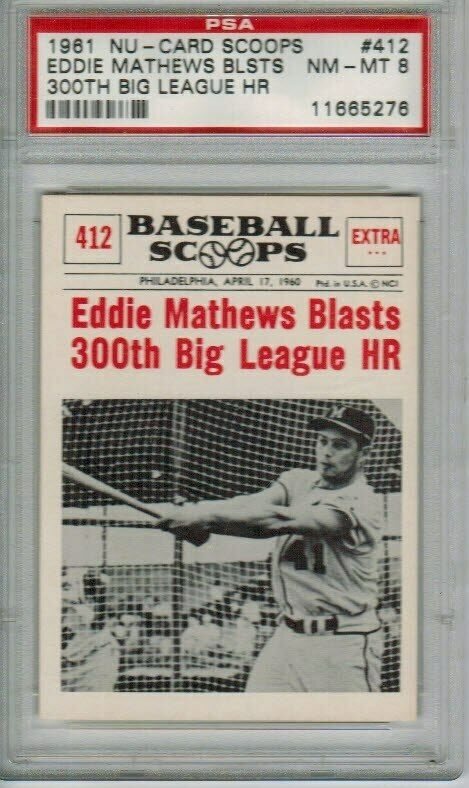 PSA
1961 NU-CARD SCOOPS #412
EDDIE MATHEWS BLSTS NM-MT 8
300TH BIG LEAGUE HR
11665276
412 BASEBALL SCOOPS EXTRA
PHILADELPHIA, APRIL 17, 1960 Ptd. in U.S.A. © NCI
Eddie Mathews Blasts
300th Big League HR
M
41